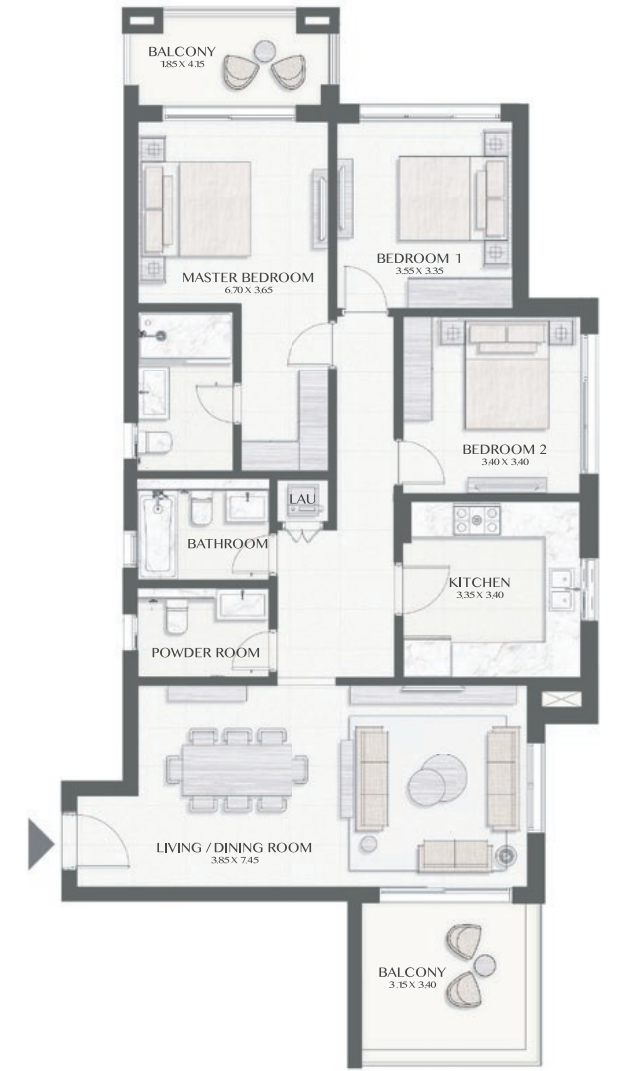 BALCONY
1.85 X 4.15
MASTER BEDROOM
6.70 X 3.65
BEDROOM 1
3.55 X 3.35
BEDROOM 2
3.40 X 3.40
LAU
BATHROOM
KITCHEN
3.35 X 3.40
POWDER ROOM
LIVING / DINING ROOM
3.85 X 7.45
BALCONY
3.15 X 3.40